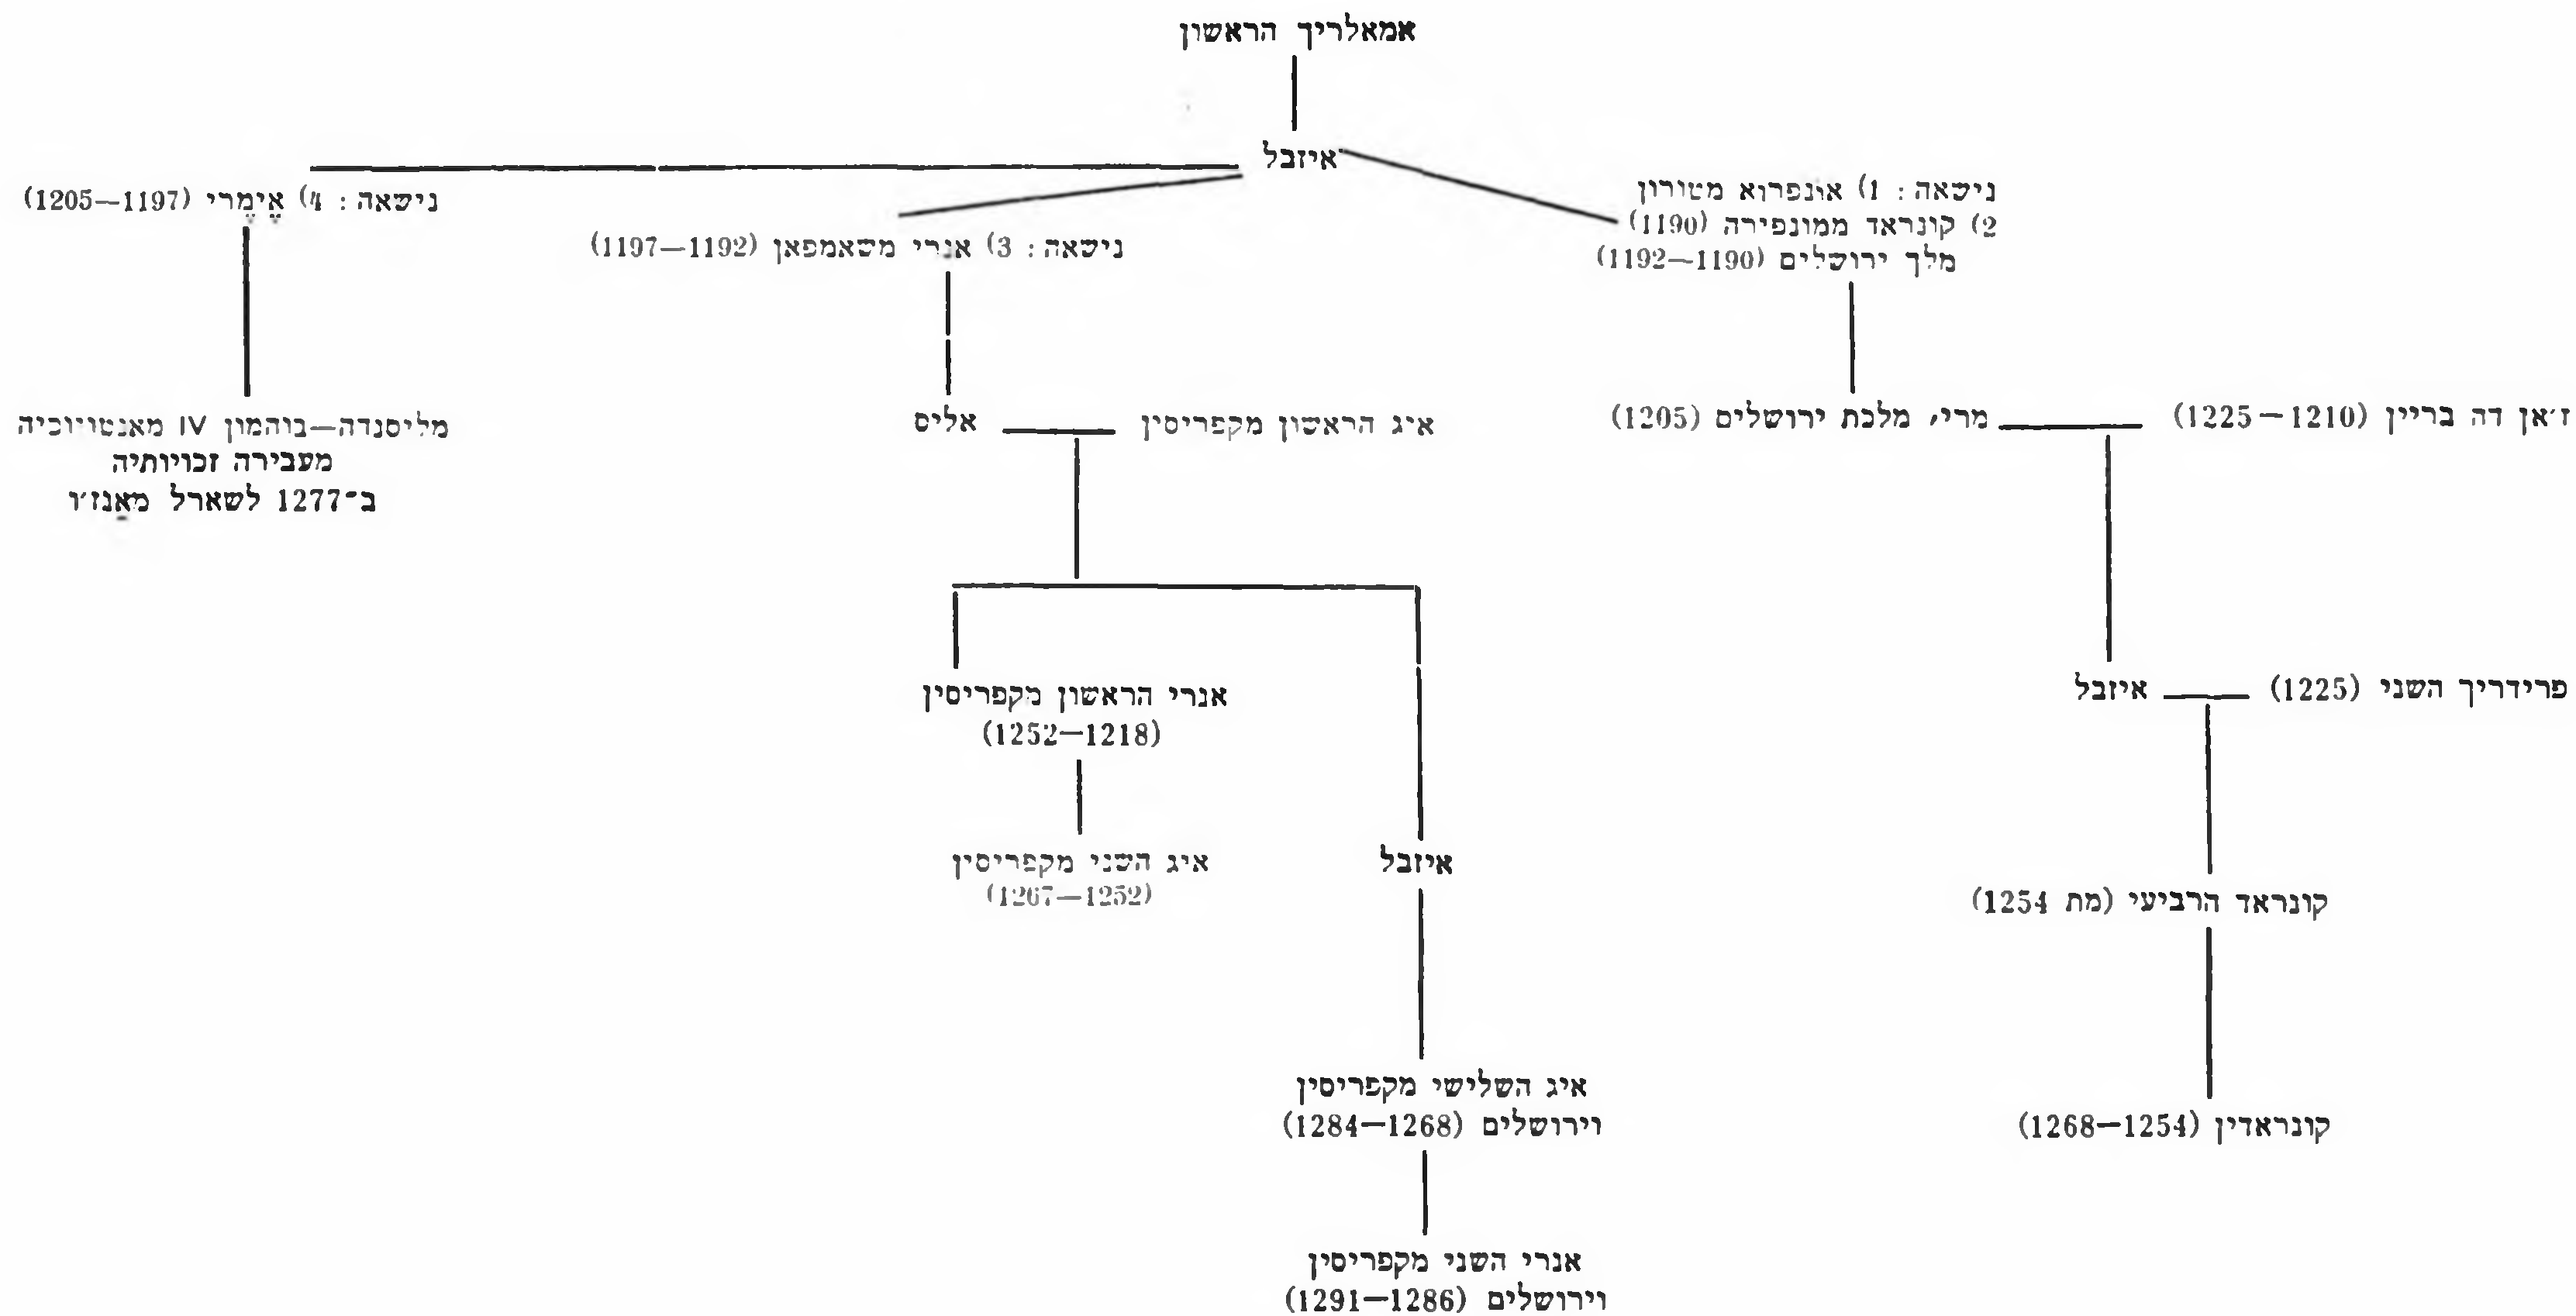 אמאלריך הראשון
איזבל
נישאה : 1) אונפרוא מטורון
2) קונראד ממונפירה (1190)
מלך ירושלים (1190—1192)
נישאה : 3) אנרי משאמפאן (1192—1197)
נישאה : 4) אֶימֶרי (1197—1205)
ז׳אן דה בריין (1210—1225)
מרי, מלכת ירושלים (1205)
איג הראשון מקפריסין
אליס
מליסנדה—בוהמון IV מאנטויוכיה
מעבירה זכויותיה
ב־1277 לשארל מאנז׳ו
פרידריך השני (1225)
איזבל
אנרי הראשון מקפריסין
(1218—1252)
איזבל
איג השני מקפריסין
(1252—1267)
קונראד הרביעי (מת 1254)
איג השלישי מקפריסין
וירושלים (1268—1284)
קונראדין (1254—1268)
אנרי השני מקפריסין
וירושלים (1286—1291)